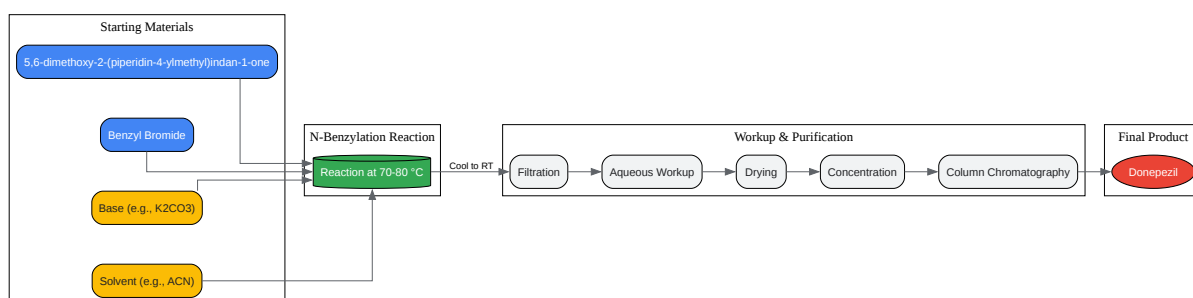 Starting Materials
5,6-dimethoxy-2-(piperidin-4-ylmethyl)indan-1-one
Benzyl Bromide
Base (e.g., K2CO3)
Solvent (e.g., ACN)
N-Benzylation Reaction
Reaction at 70-80 °C
Cool to RT
Workup & Purification
Filtration
Aqueous Workup
Drying
Concentration
Column Chromatography
Final Product
Donepezil